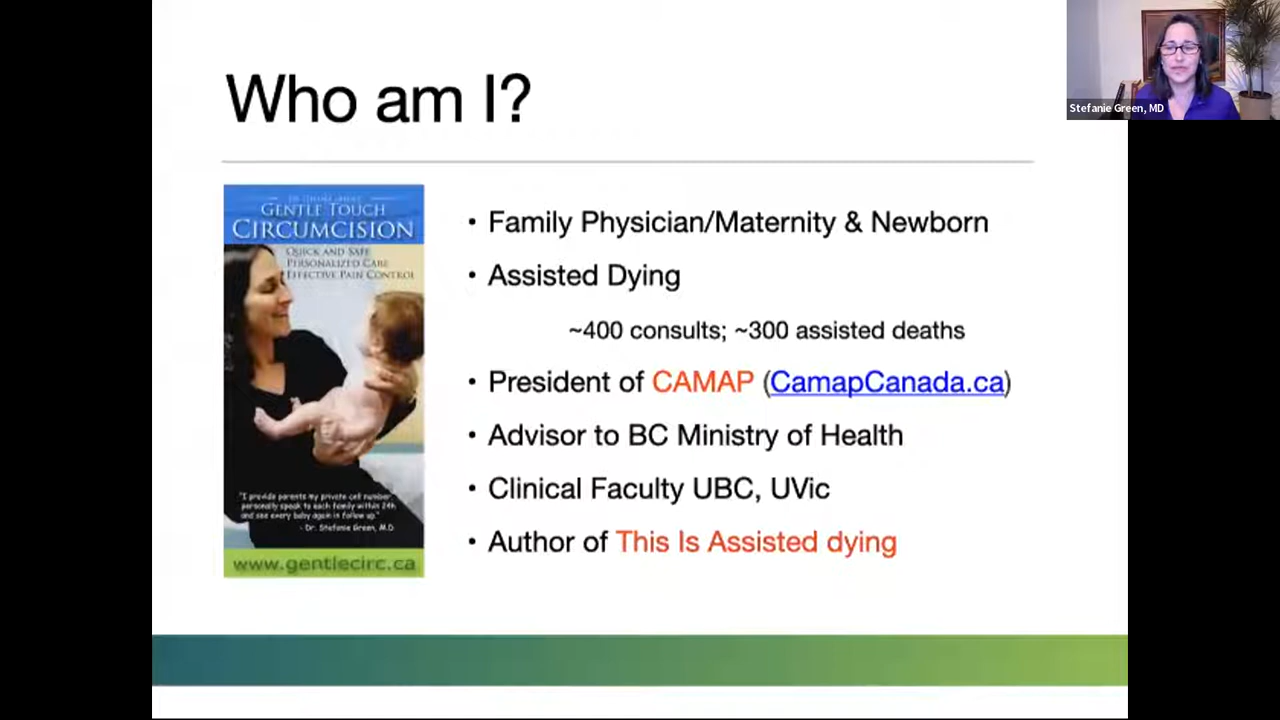 Who am I?
Stefanie Green, MD
GENTLE TOUCH
CIRCUMCISION
QUICK AND SAFE
PERSONALIZED CARE
EFFECTIVE PAIN CONTROL
"I provide parents my private cell number,
personally speak to each family within 24h
and see every baby again in follow up."
- Dr. Stefanie Green, M.D.
www.gentlecirc.ca
• Family Physician/Maternity & Newborn
• Assisted Dying
~400 consults; ~300 assisted deaths
• President of CAMAP (CamapCanada.ca)
• Advisor to BC Ministry of Health
• Clinical Faculty UBC, UVic
• Author of This Is Assisted dying